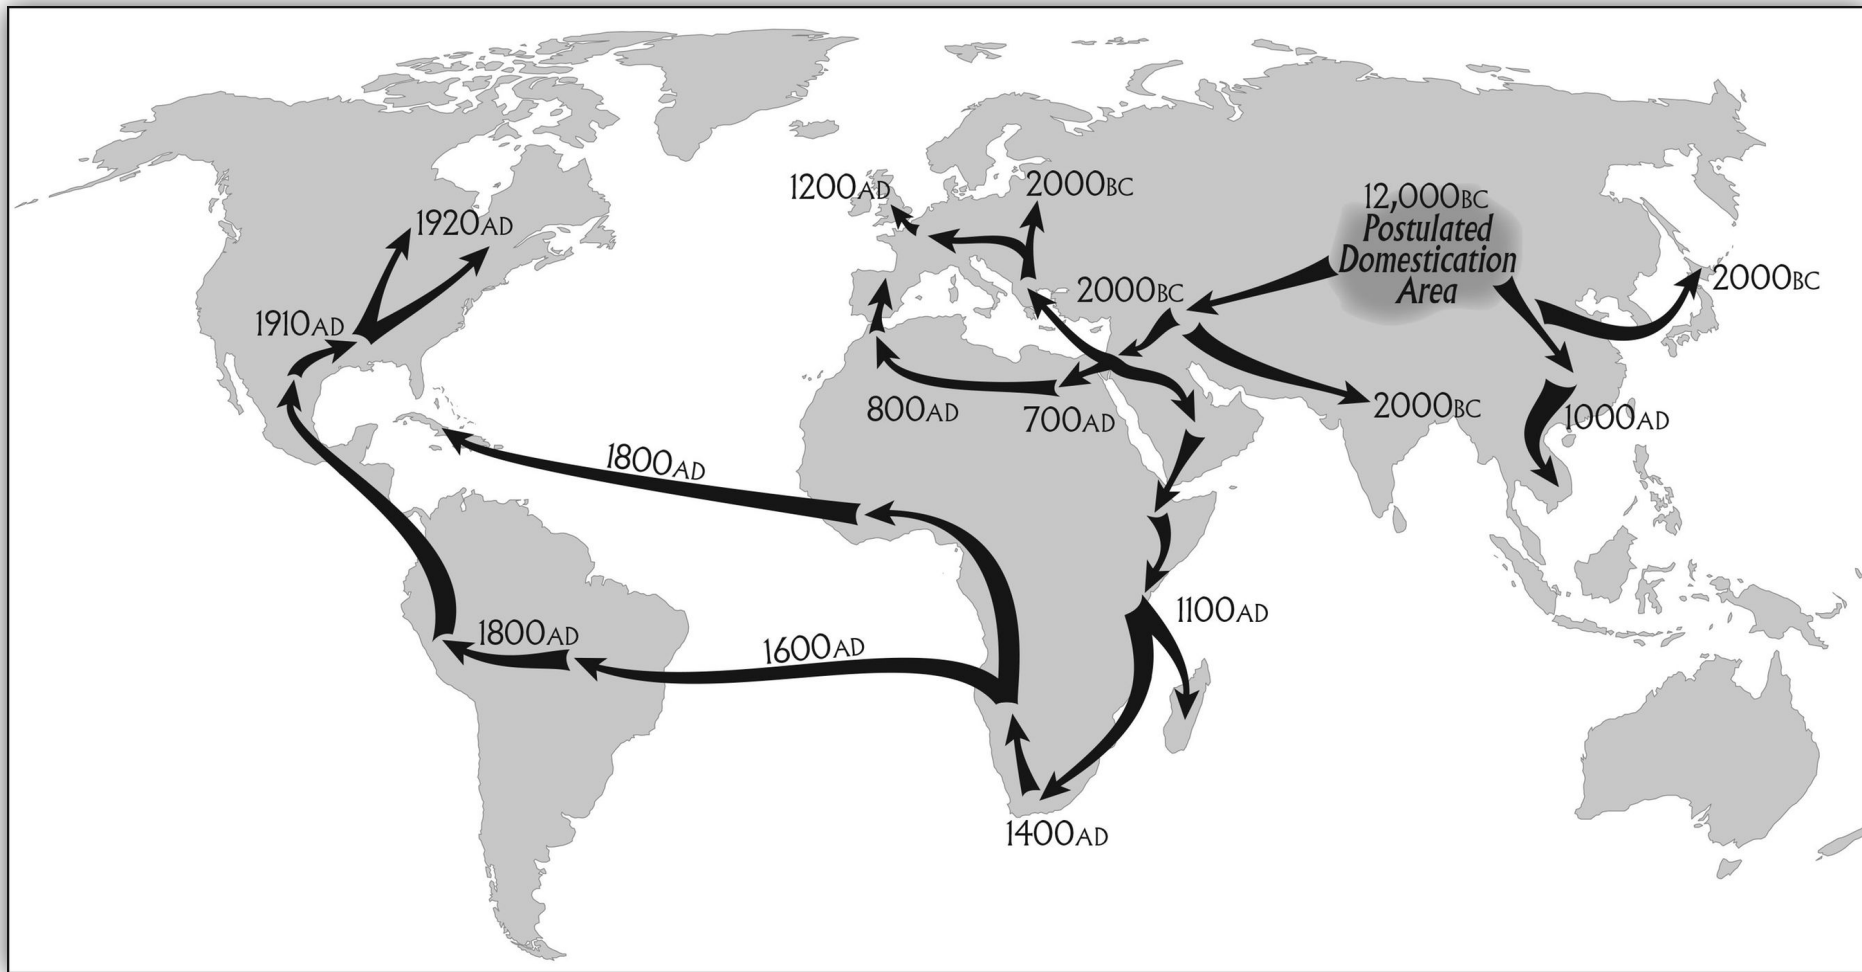 1200AD
2000BC
12,000BC
Postulated
Domestication
Area
1920AD
2000BC
2000BC
1910AD
800AD
700AD
2000BC
1000AD
1800AD
1100AD
1800AD
1600AD
1400AD